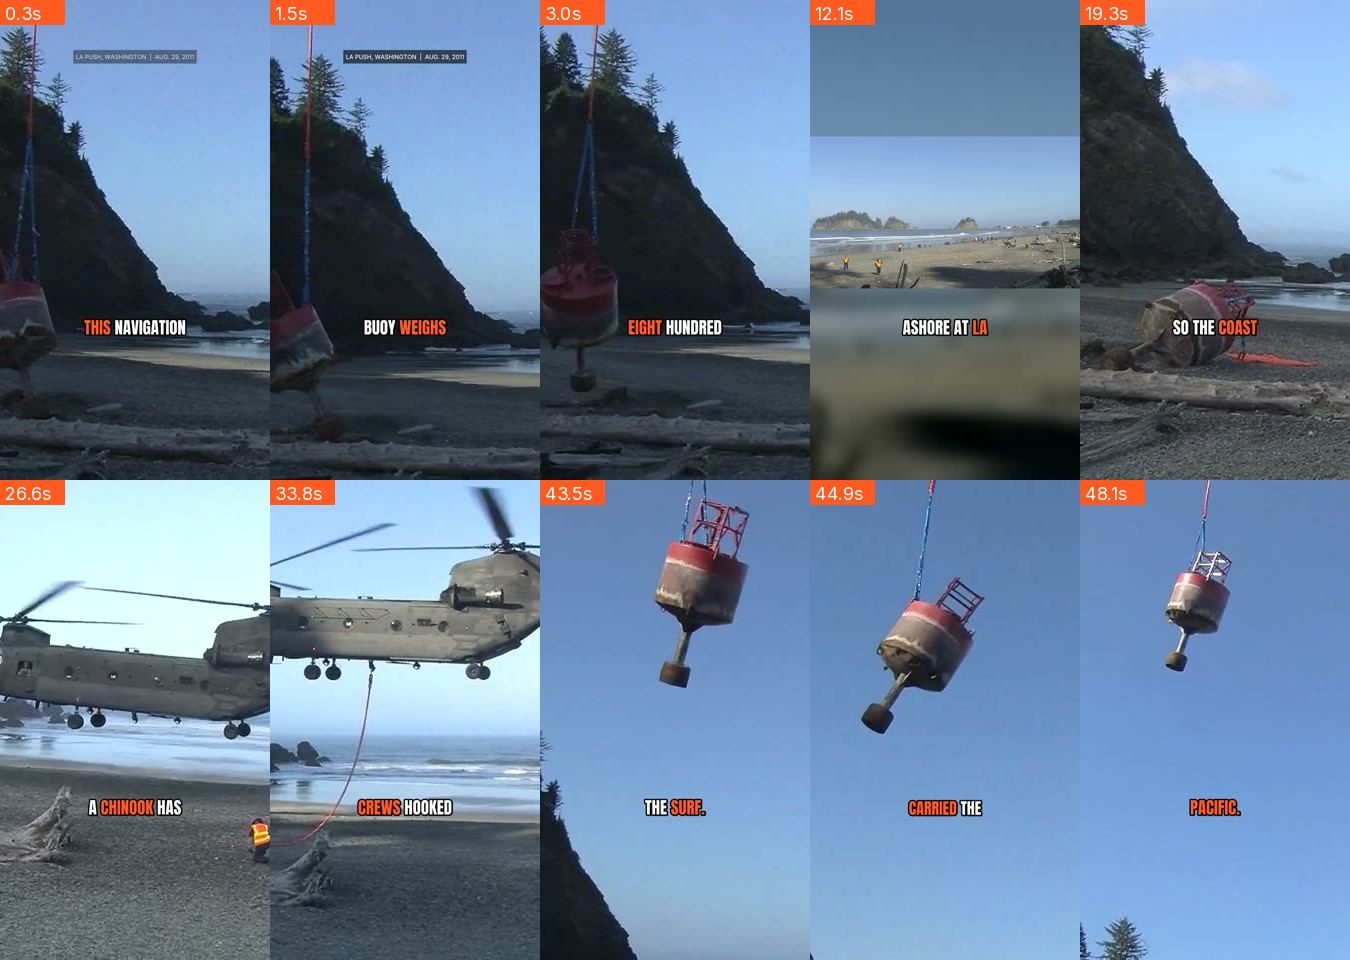 0.3s
LA PUSH, WASHINGTON | AUG. 29, 2011
THIS NAVIGATION
1.5s
LA PUSH, WASHINGTON | AUG. 29, 2011
BUOY WEIGHS
3.0s
EIGHT HUNDRED
12.1s
ASHORE AT LA
19.3s
SO THE COAST
26.6s
A CHINOOK HAS
33.8s
CREWS HOOKED
43.5s
THE SURF.
44.9s
CARRIED THE
48.1s
PACIFIC.